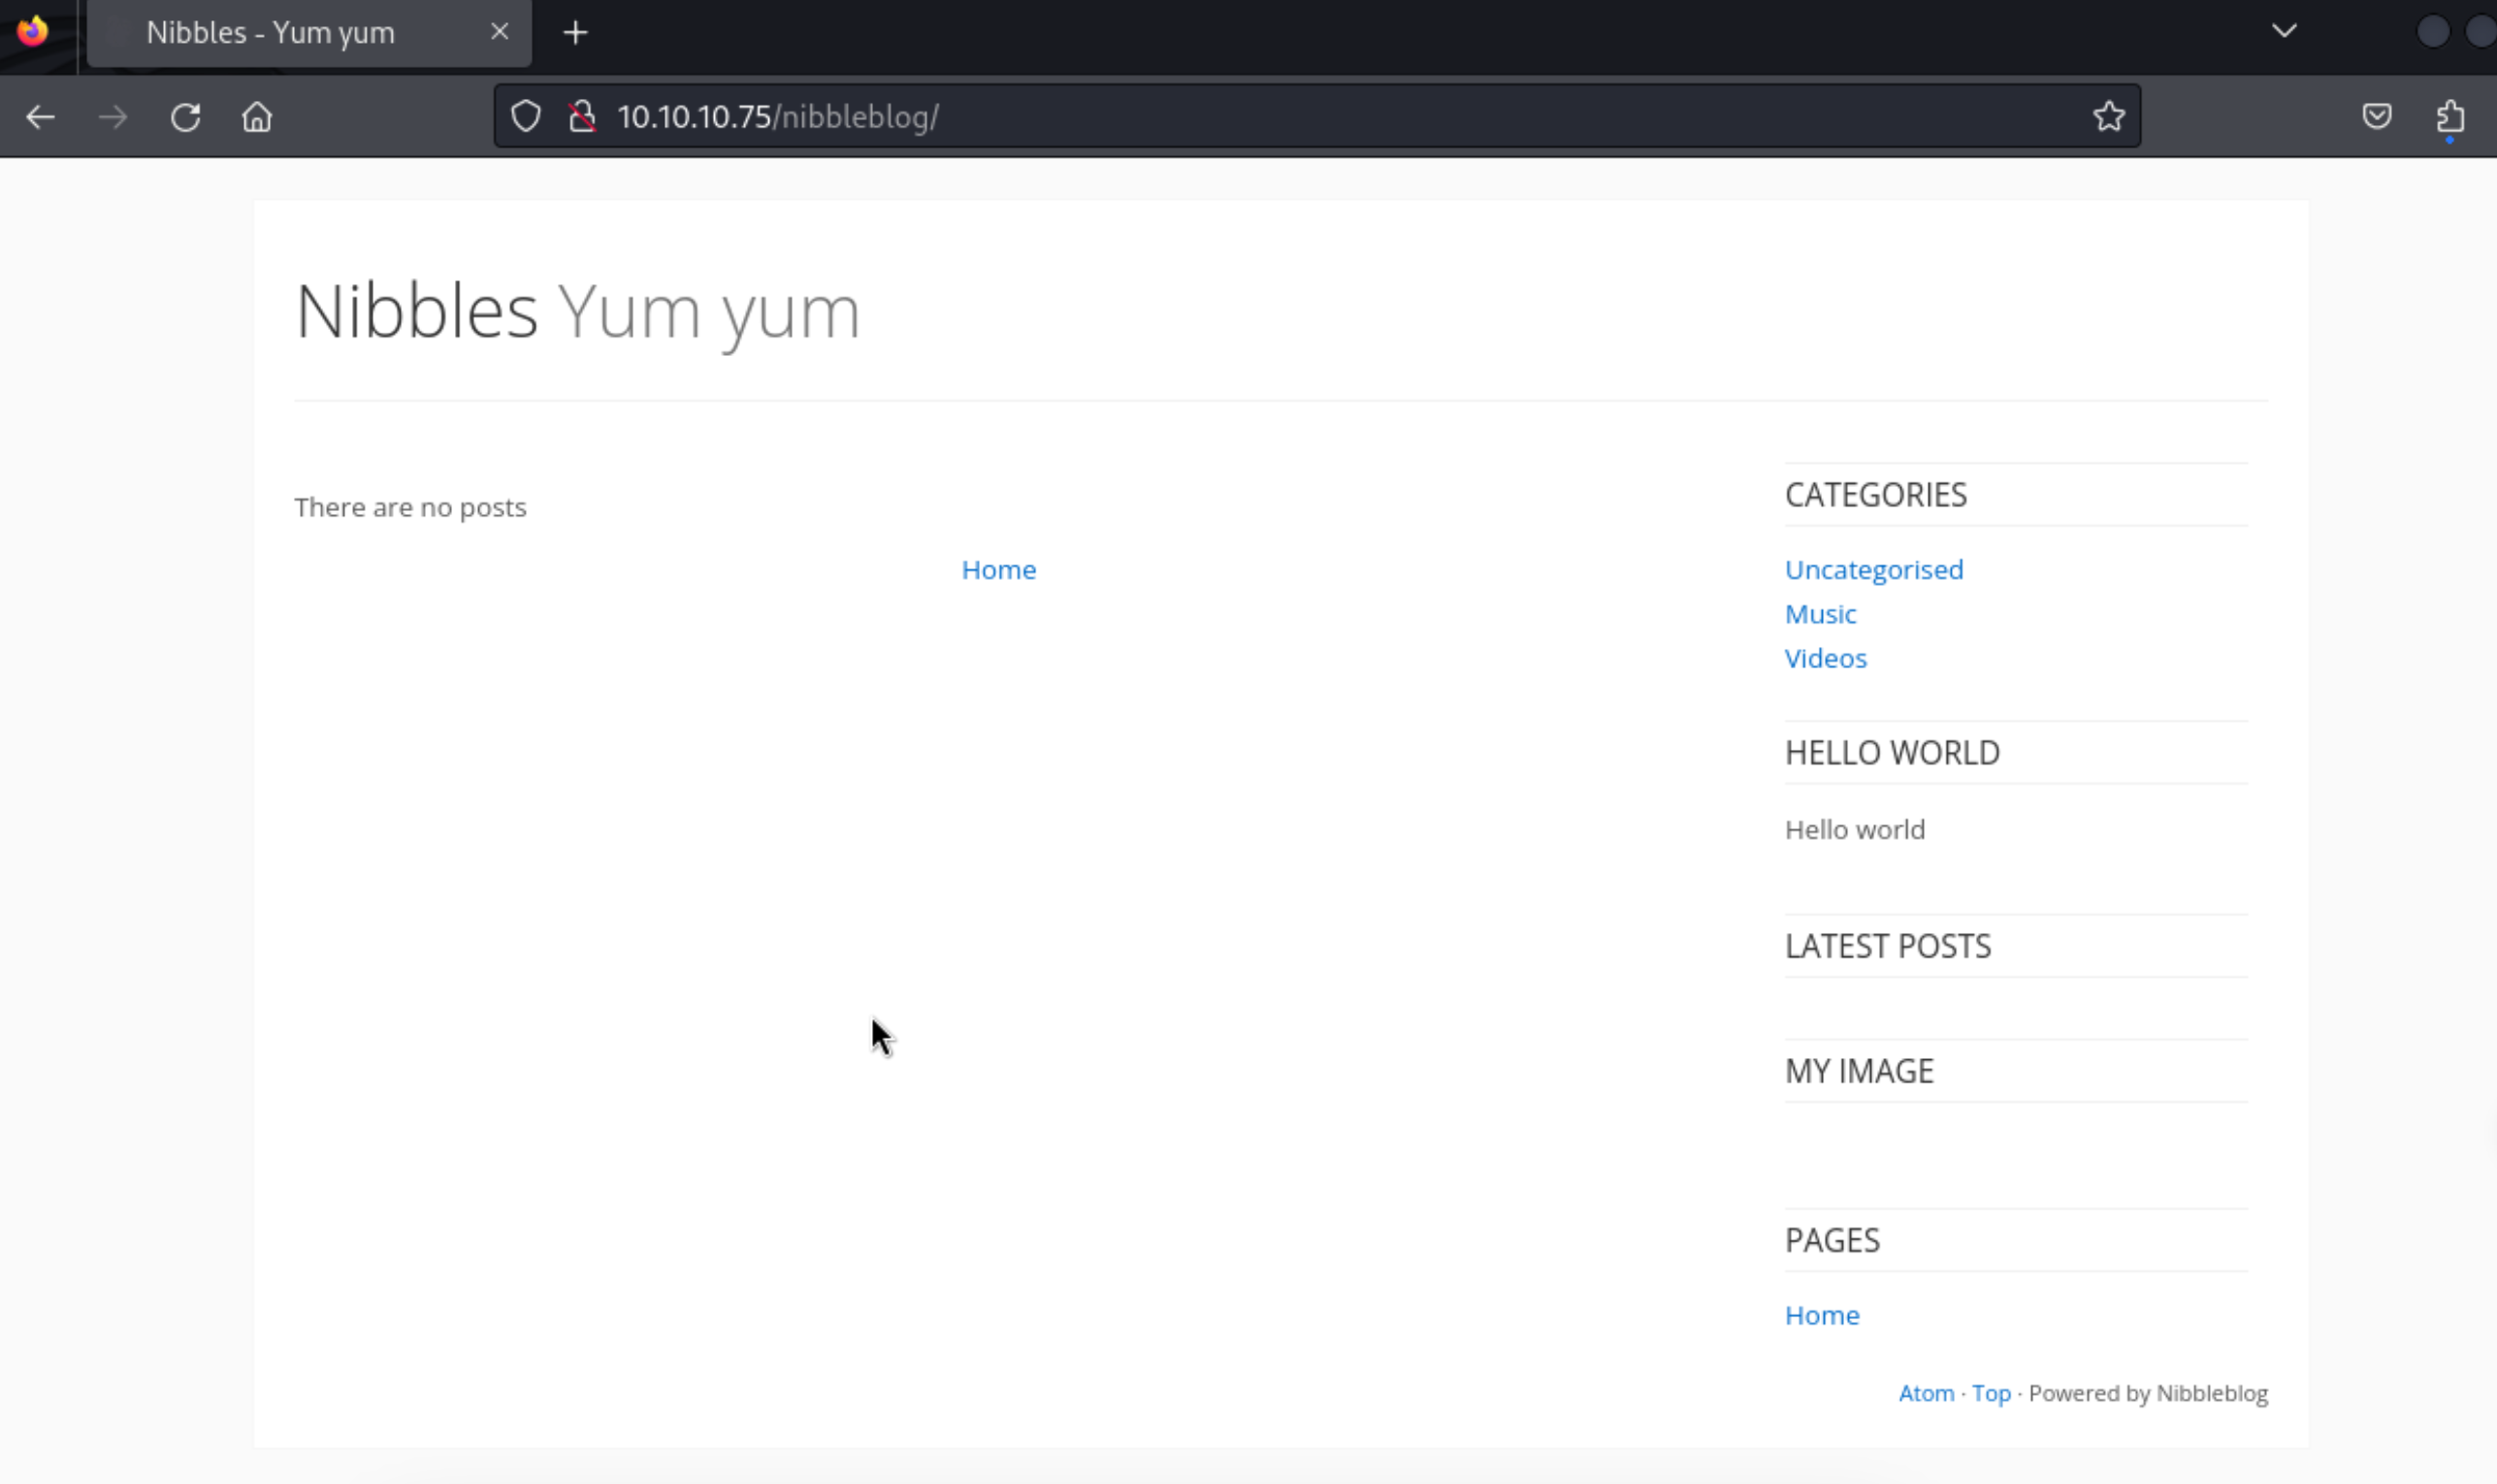 Nibbles - Yum yum
10.10.10.75/nibbleblog/
Nibbles Yum yum
There are no posts
Home
CATEGORIES
Uncategorised
Music
Videos
HELLO WORLD
Hello world
LATEST POSTS
MY IMAGE
PAGES
Home
Atom · Top · Powered by Nibbleblog